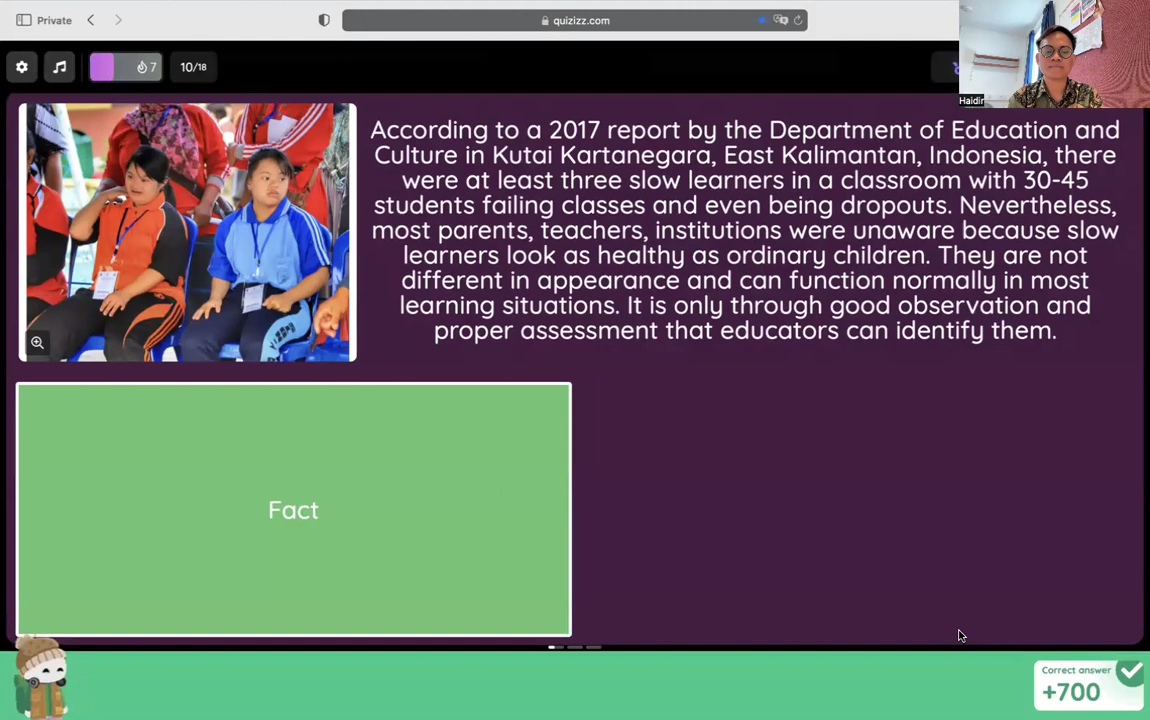 Private
quizizz.com
7
10/18
Haidir
According to a 2017 report by the Department of Education and
Culture in Kutai Kartanegara, East Kalimantan, Indonesia, there
were at least three slow learners in a classroom with 30-45
students failing classes and even being dropouts. Nevertheless,
most parents, teachers, institutions were unaware because slow
learners look as healthy as ordinary children. They are not
different in appearance and can function normally in most
learning situations. It is only through good observation and
proper assessment that educators can identify them.
Fact
Correct answer
+700